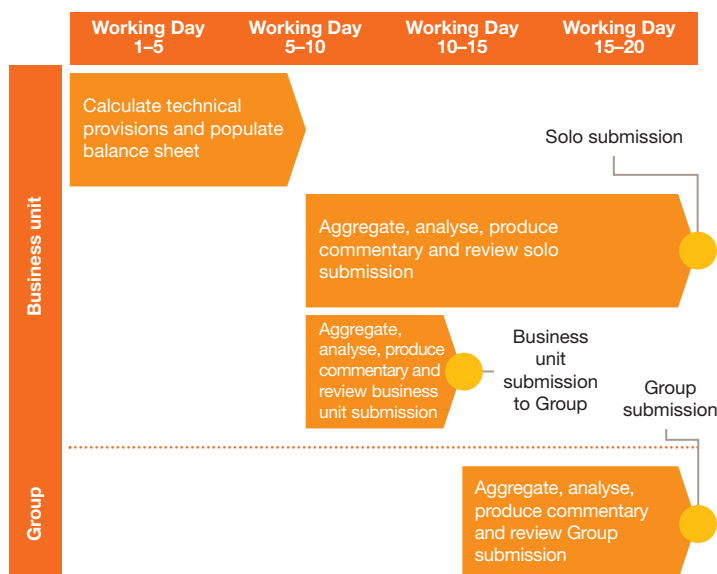 Working Day
1–5
Working Day
5–10
Working Day
10–15
Working Day
15–20
Business unit
Calculate technical
provisions and populate
balance sheet
Solo submission
Aggregate, analyse, produce
commentary and review solo
submission
Aggregate,
analyse, produce
commentary and
review business
unit submission
Business
unit
submission
to Group
Group
submission
Group
Aggregate, analyse,
produce commentary
and review Group
submission